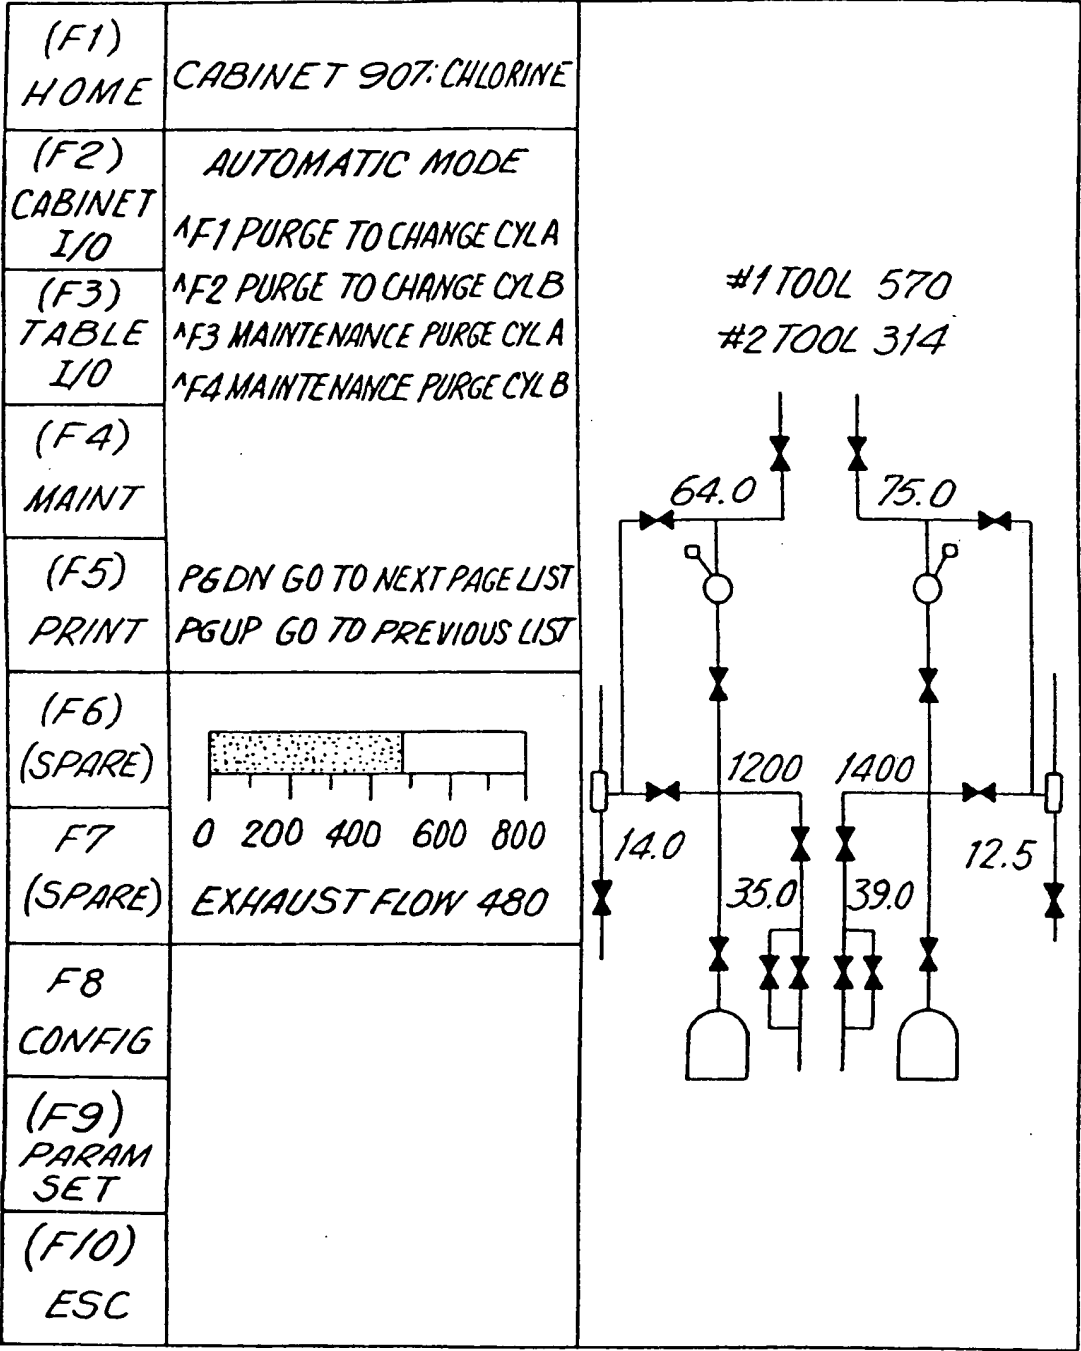 (F1)
HOME
CABINET 907: CHLORINE
(F2)
CABINET
I/O
AUTOMATIC MODE
^F1 PURGE TO CHANGE CYL A
^F2 PURGE TO CHANGE CYL B
^F3 MAINTENANCE PURGE CYL A
^F4 MAINTENANCE PURGE CYL B
(F3)
TABLE
I/O
(F4)
MAINT
(F5)
PRINT
PG DN GO TO NEXT PAGE LIST
PG UP GO TO PREVIOUS LIST
(F6)
(SPARE)
F7
(SPARE)
0 200 400 600 800
EXHAUST FLOW 480
F8
CONFIG
(F9)
PARAM
SET
(F10)
ESC
#1 TOOL 570
#2 TOOL 314
64.0 75.0
1200 1400
14.0 12.5
35.0 39.0